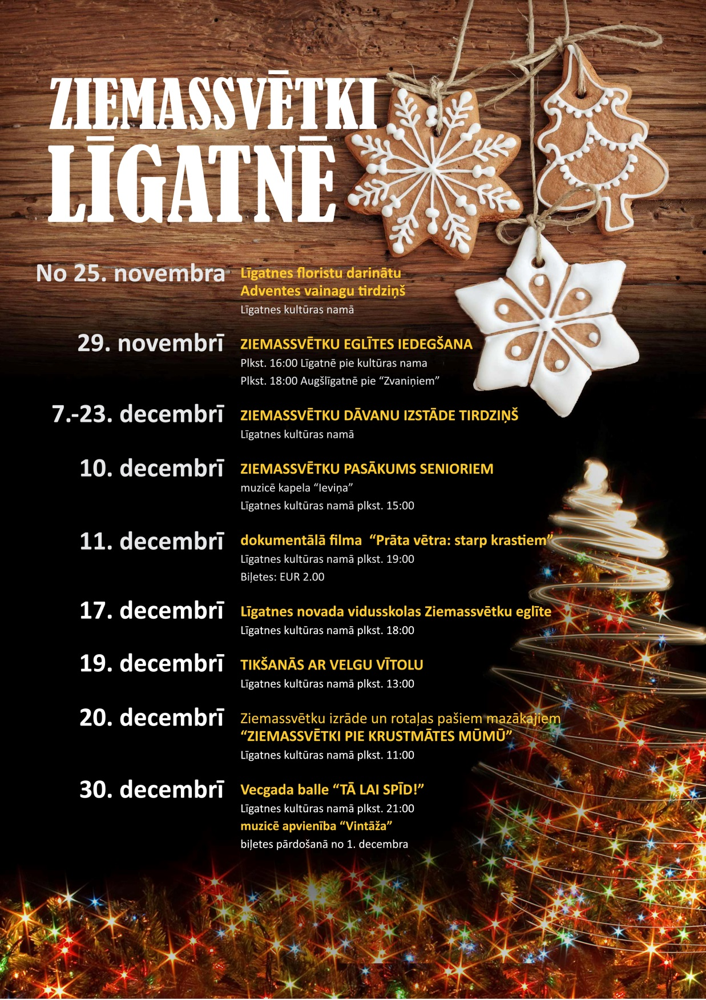 ZIEMASSVĒTKI
LĪGATNĒ
No 25. novembra
Līgatnes floristu darinātu
Adventes vainagu tirdziņš
Līgatnes kultūras namā
29. novembrī
ZIEMASSVĒTKU EGLĪTES IEDEGŠANA
Plkst. 16:00 Līgatnē pie kultūras nama
Plkst. 18:00 Augšlīgatnē pie “Zvaniņiem”
7.-23. decembrī
ZIEMASSVĒTKU DĀVANU IZSTĀDE TIRDZIŅŠ
Līgatnes kultūras namā
10. decembrī
ZIEMASSVĒTKU PASĀKUMS SENIORIEM
muzicē kapela “Ieviņa”
Līgatnes kultūras namā plkst. 15:00
11. decembrī
dokumentālā filma “Prāta vētra: starp krastiem”
Līgatnes kultūras namā plkst. 19:00
Biļetes: EUR 2.00
17. decembrī
Līgatnes novada vidusskolas Ziemassvētku eglīte
Līgatnes kultūras namā plkst. 18:00
19. decembrī
TIKŠANĀS AR VELGU VĪTOLU
Līgatnes kultūras namā plkst. 13:00
20. decembrī
Ziemassvētku izrāde un rotaļas pašiem mazākajiem
“ZIEMASSVĒTKI PIE KRUSTMĀTES MŪMŪ”
Līgatnes kultūras namā plkst. 11:00
30. decembrī
Vecgada balle “TĀ LAI SPĪD!”
Līgatnes kultūras namā plkst. 21:00
muzicē apvienība “Vintāža”
biļetes pārdošanā no 1. decembra